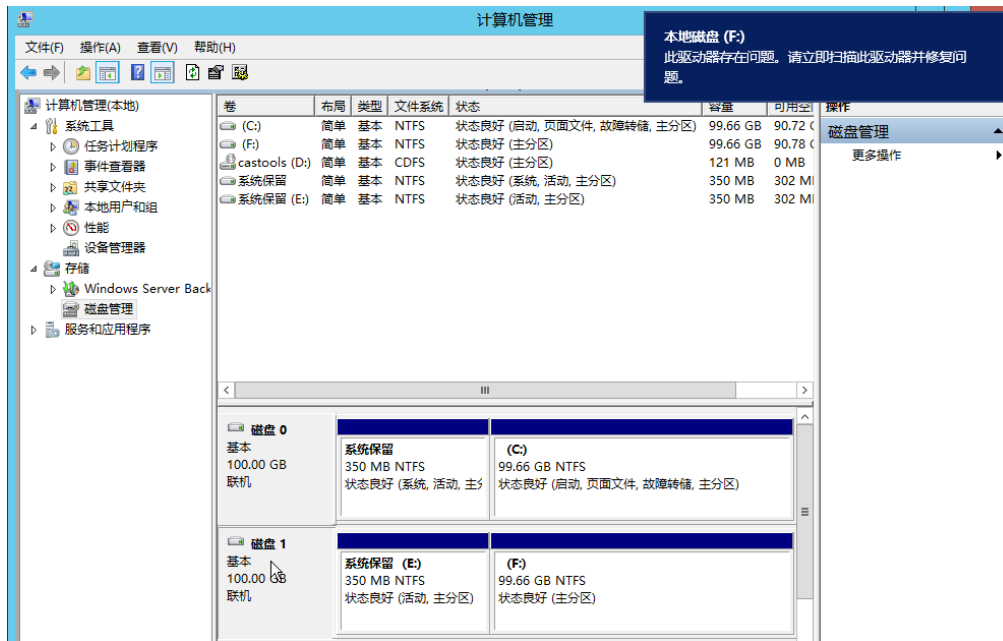 计算机管理
本地磁盘 (F:)
此驱动器存在问题。请立即扫描此驱动器并修复问
题。
文件(F) 操作(A) 查看(V) 帮助(H)
计算机管理(本地)
系统工具
任务计划程序
事件查看器
共享文件夹
本地用户和组
性能
设备管理器
存储
Windows Server Back
磁盘管理
服务和应用程序
卷 布局 类型 文件系统 状态 容量 可用空
(C:) 简单 基本 NTFS 状态良好 (启动, 页面文件, 故障转储, 主分区) 99.66 GB 90.72
(F:) 简单 基本 NTFS 状态良好 (主分区) 99.66 GB 90.78
castools (D:) 简单 基本 CDFS 状态良好 (主分区) 121 MB 0 MB
系统保留 简单 基本 NTFS 状态良好 (系统, 活动, 主分区) 350 MB 302 M
系统保留 (E:) 简单 基本 NTFS 状态良好 (活动, 主分区) 350 MB 302 M
操作
磁盘管理
更多操作
磁盘 0
基本
100.00 GB
联机
系统保留
350 MB NTFS
状态良好 (系统, 活动, 主
(C:)
99.66 GB NTFS
状态良好 (启动, 页面文件, 故障转储, 主分区)
磁盘 1
基本
100.00 GB
联机
系统保留 (E:)
350 MB NTFS
状态良好 (活动, 主分区)
(F:)
99.66 GB NTFS
状态良好 (主分区)